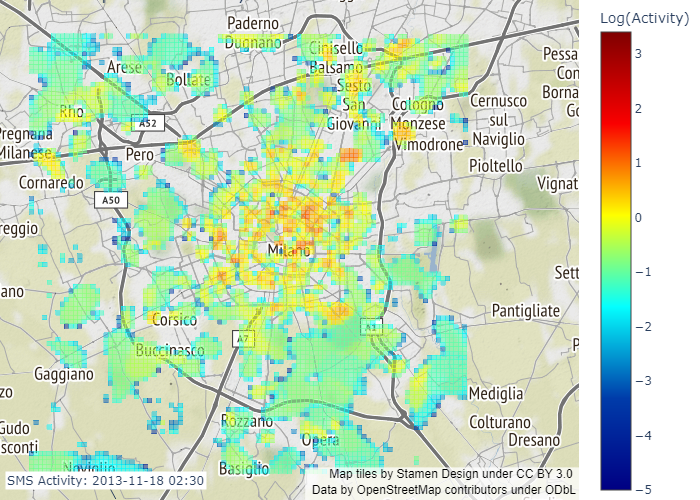 Log(Activity)
Paderno
Dugnano
Cinisello
Balsamo
Sesto
San
Giovanni
Arese
Bollate
Rho
A52
Pregnana
Milanese
Pero
Cornaredo
A50
Cologno
Monzese
Vimodrone
Cernusco
sul
Naviglio
Pioltello
Pessa
Con
Borna
Go
Vignat
reggio
Milano
Sett
ano
Pantigliate
Corsico
A7
A1
Buccinasco
P
Gaggiano
zo
Mediglia
Gudo
sconti
Rozzano
Colturano
Dresano
Opera
Noviglio
Basiglio
SMS Activity: 2013-11-18 02:30
Map tiles by Stamen Design under CC BY 3.0
Data by OpenStreetMap contributors under ODbL
3
2
1
0
−1
−2
−3
−4
−5